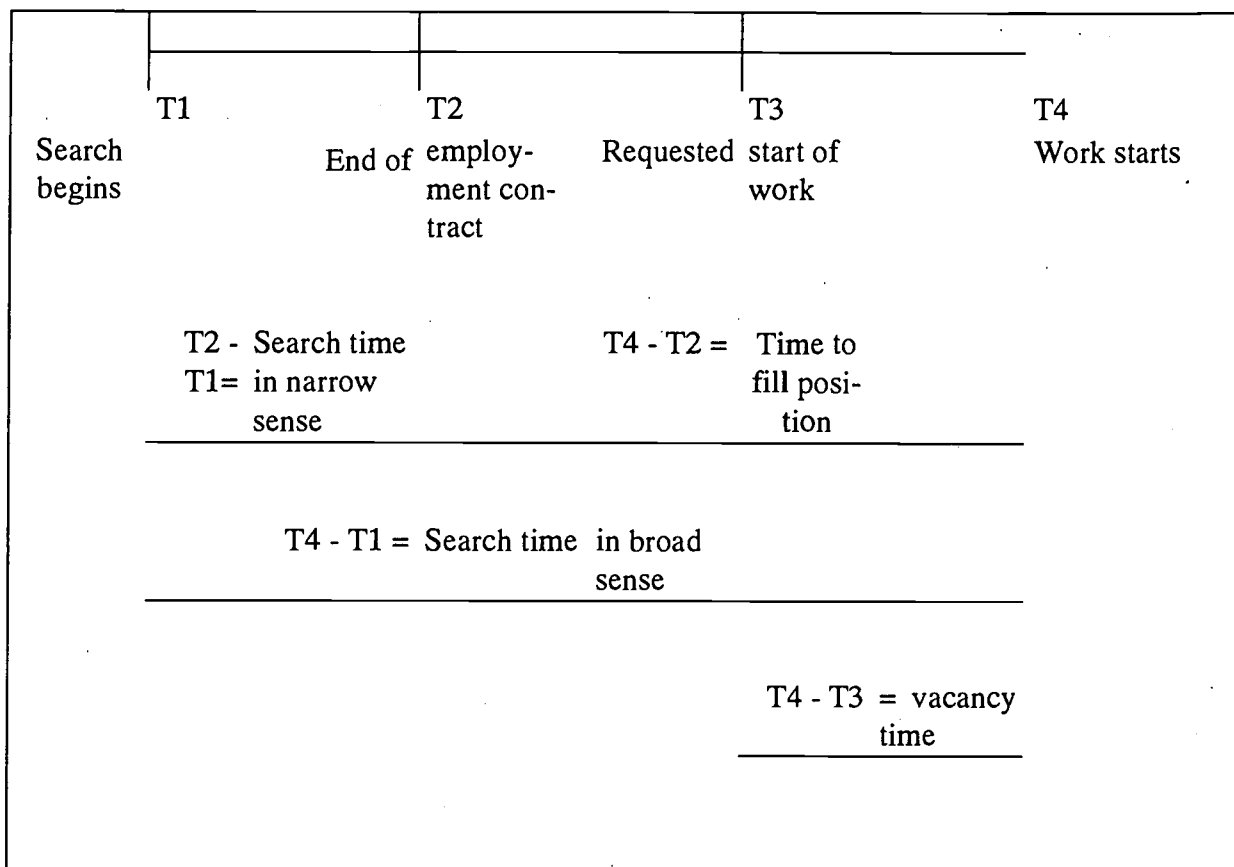 T1 T2 T3 T4
Search begins
End of employ-
ment con-
tract
Requested start of
work
Work starts
T2 - Search time
T1= in narrow
sense
T4 - T2 = Time to
fill posi-
tion
T4 - T1 = Search time in broad
sense
T4 - T3 = vacancy
time